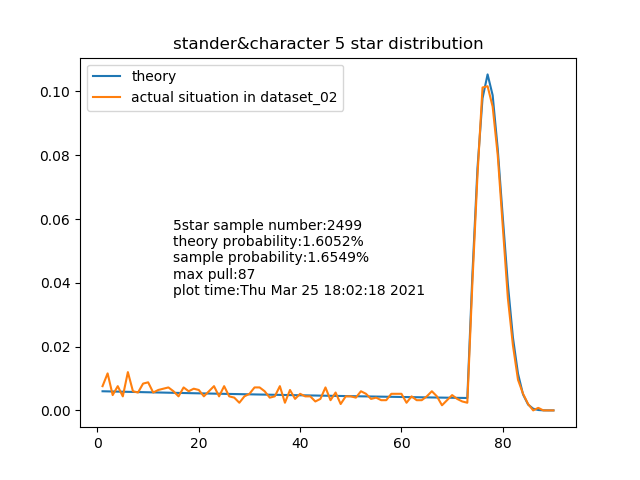 stander&character 5 star distribution
theory
actual situation in dataset_02
0.10
0.08
0.06
0.04
0.02
0.00
5star sample number:2499
theory probability:1.6052%
sample probability:1.6549%
max pull:87
plot time:Thu Mar 25 18:02:18 2021
0 20 40 60 80